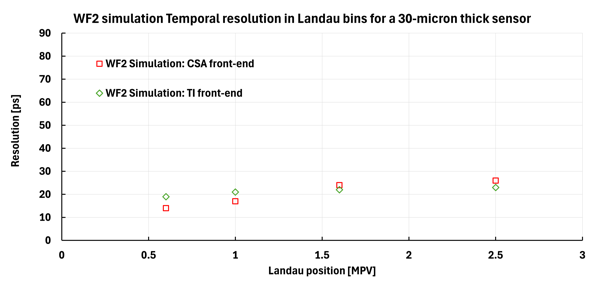 WF2 simulation Temporal resolution in Landau bins for a 30-micron thick sensor
90
80
70
60
50
40
30
20
10
0
Resolution [ps]
WF2 Simulation: CSA front-end
WF2 Simulation: TI front-end
0 0.5 1 1.5 2 2.5 3
Landau position [MPV]